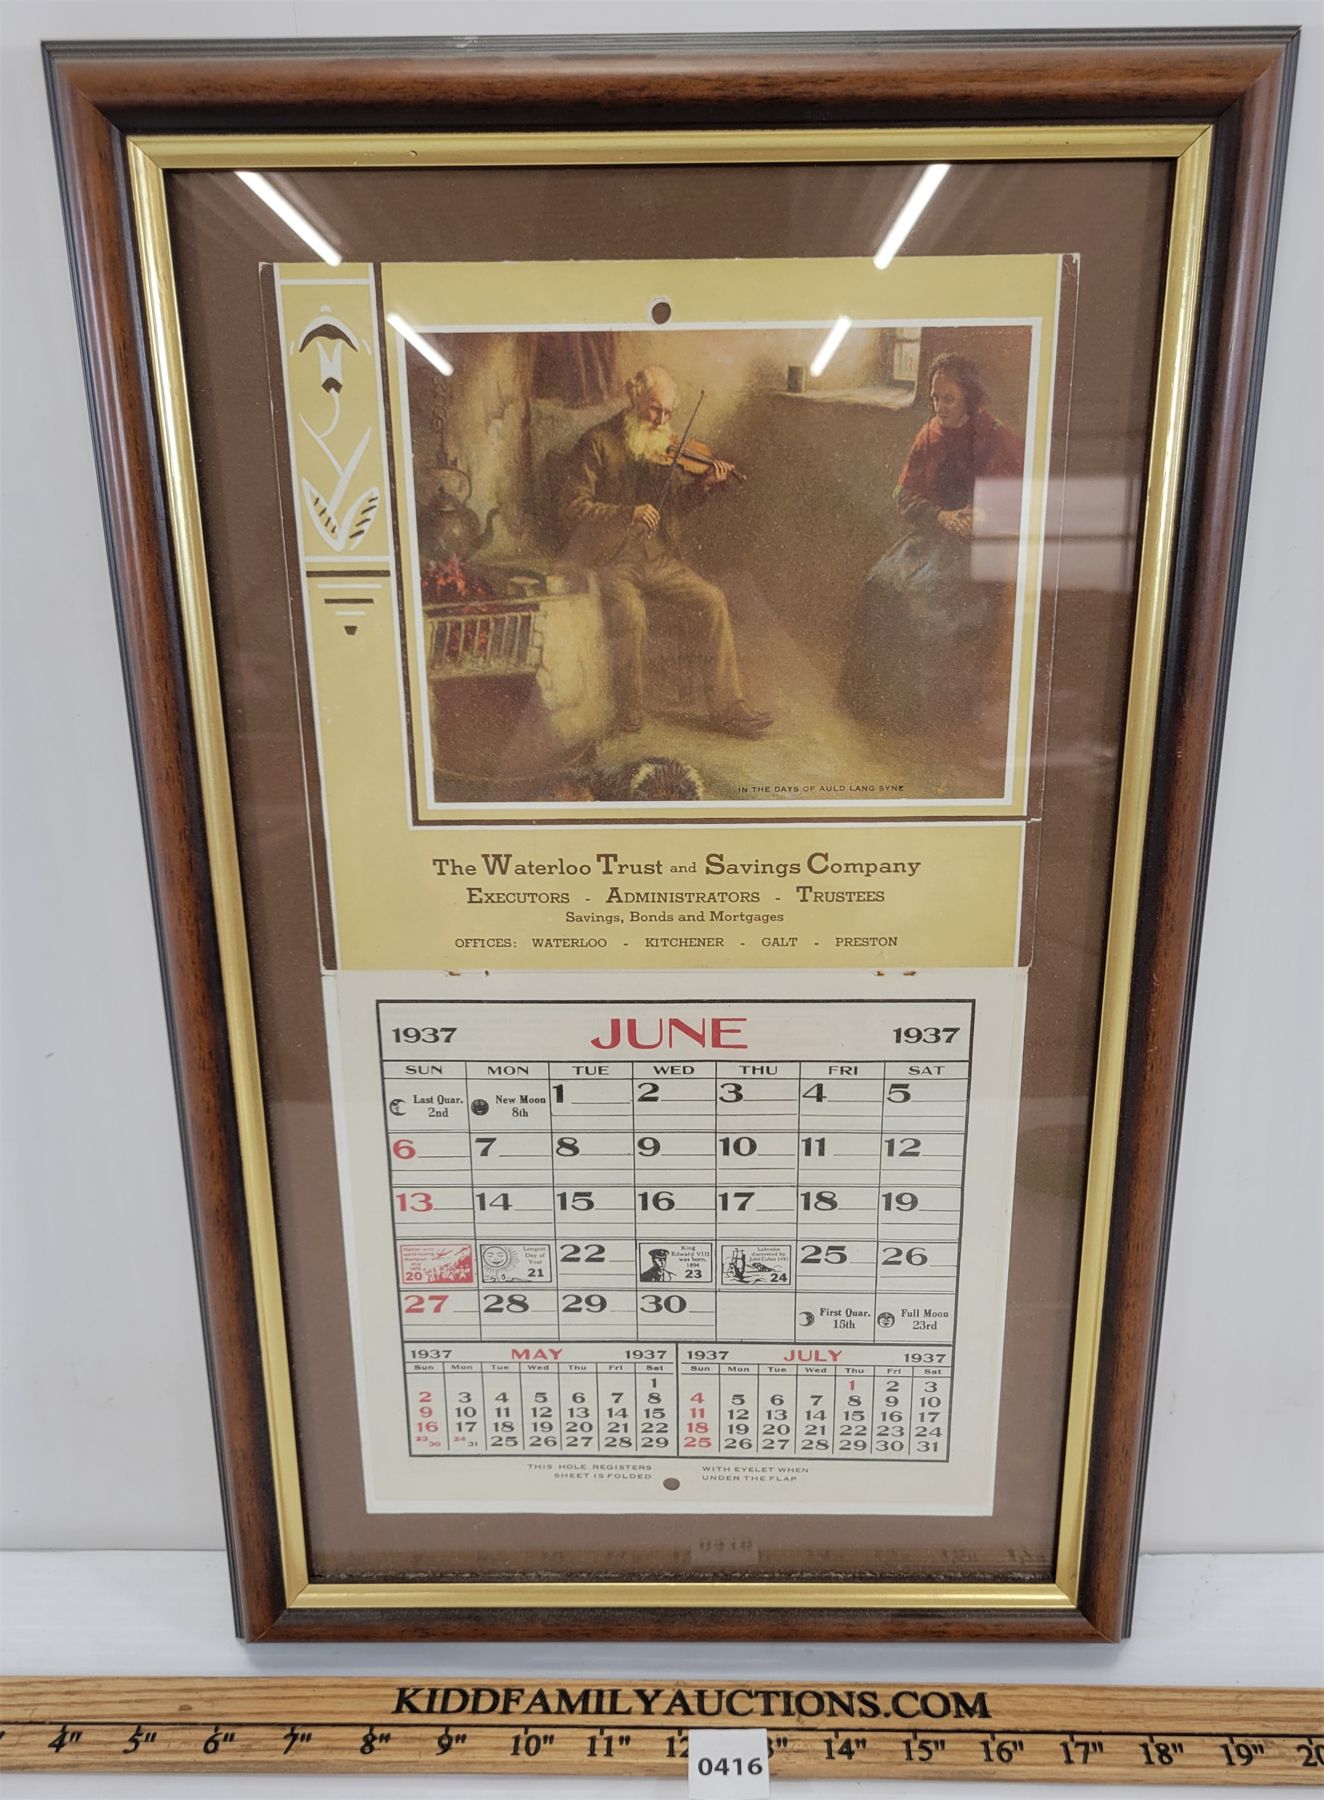 IN THE DAYS OF AULD LANG SYNE
The Waterloo Trust and Savings Company
EXECUTORS - ADMINISTRATORS - TRUSTEES
Savings, Bonds and Mortgages
OFFICES: WATERLOO - KITCHENER - GALT - PRESTON
1937 JUNE 1937
SUN MON TUE WED THU FRI SAT
Last Quar. 2nd New Moon 8th 1 2 3 4 5
6 7 8 9 10 11 12
13 14 15 16 17 18 19
20 Longest Day of Year 21 22 King Edward VIII was born, 1894 23 Labrador discovered by John Cabot 1497 24 25 26
27 28 29 30 First Quar. 15th Full Moon 23rd
1937 MAY 1937
Sun Mon Tue Wed Thu Fri Sat
1
2 3 4 5 6 7 8
9 10 11 12 13 14 15
16 17 18 19 20 21 22
23 30 24 31 25 26 27 28 29
1937 JULY 1937
Sun Mon Tue Wed Thu Fri Sat
1 2 3
4 5 6 7 8 9 10
11 12 13 14 15 16 17
18 19 20 21 22 23 24
25 26 27 28 29 30 31
THIS HOLE REGISTERS WITH EYELET WHEN
SHEET IS FOLDED UNDER THE FLAP
KIDDFAMILYAUCTIONS.COM
4" 5" 6" 7" 8" 9" 10" 11" 12 3" 14" 15" 16" 17" 18" 19" 20
0416